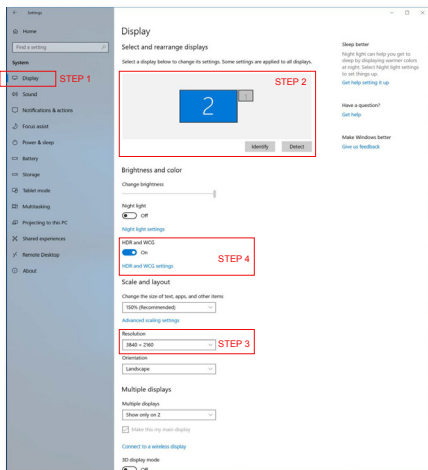 Settings
Home
Find a setting
System
Display
STEP 1
Sound
Notifications & actions
Focus assist
Power & sleep
Battery
Storage
Tablet mode
Multitasking
Projecting to this PC
Shared experiences
Remote Desktop
About
Display
Select and rearrange displays
Select a display below to change its settings. Some settings are applied to all displays.
STEP 2
2
1
Identify
Detect
Brightness and color
Change brightness
Night light
Off
Night light settings
HDR and WCG
On
HDR and WCG settings
STEP 4
Scale and layout
Change the size of text, apps, and other items
150% (Recommended)
Advanced scaling settings
Resolution
3840 × 2160
STEP 3
Orientation
Landscape
Multiple displays
Multiple displays
Show only on 2
Make this my main display
Connect to a wireless display
3D display mode
Off
Sleep better
Night light can help you get to
sleep by displaying warmer colors
at night. Select Night light settings
to set things up.
Get help setting it up
Have a question?
Get help
Make Windows better
Give us feedback